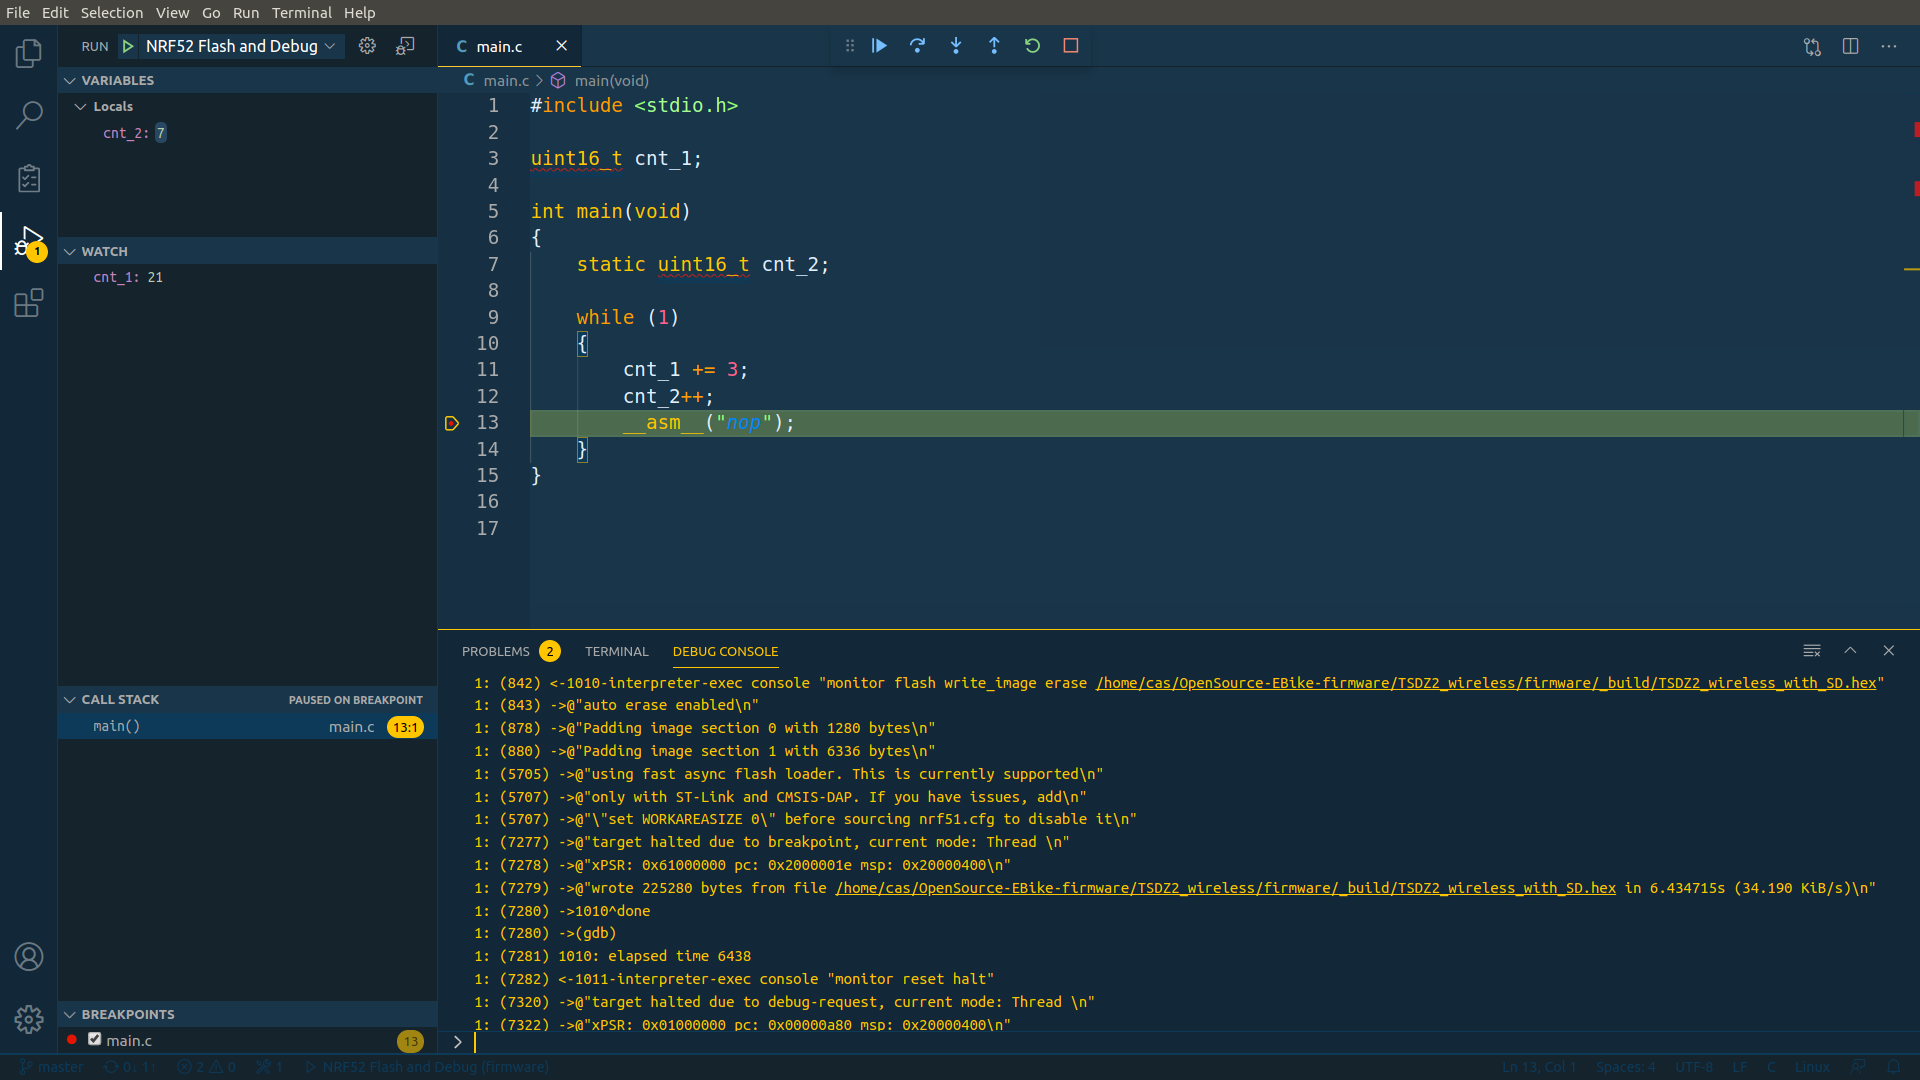 File Edit Selection View Go Run Terminal Help
RUN NRF52 Flash and Debug
VARIABLES
Locals
cnt_2: 7
WATCH
cnt_1: 21
CALL STACK PAUSED ON BREAKPOINT
main() main.c 13:1
BREAKPOINTS
main.c 13
1
C main.c
C main.c > main(void)
1 #include <stdio.h>
2
3 uint16_t cnt_1;
4
5 int main(void)
6 {
7 static uint16_t cnt_2;
8
9 while (1)
10 {
11 cnt_1 += 3;
12 cnt_2++;
13 __asm__("nop");
14 }
15 }
16
17
PROBLEMS 2 TERMINAL DEBUG CONSOLE
1: (842) <-1010-interpreter-exec console "monitor flash write_image erase /home/cas/OpenSource-EBike-firmware/TSDZ2_wireless/firmware/_build/TSDZ2_wireless_with_SD.hex"
1: (843) ->@"auto erase enabled\n"
1: (878) ->@"Padding image section 0 with 1280 bytes\n"
1: (880) ->@"Padding image section 1 with 6336 bytes\n"
1: (5705) ->@"using fast async flash loader. This is currently supported\n"
1: (5707) ->@"only with ST-Link and CMSIS-DAP. If you have issues, add\n"
1: (5707) ->@"\"set WORKAREASIZE 0\" before sourcing nrf51.cfg to disable it\n"
1: (7277) ->@"target halted due to breakpoint, current mode: Thread \n"
1: (7278) ->@"xPSR: 0x61000000 pc: 0x2000001e msp: 0x20000400\n"
1: (7279) ->@"wrote 225280 bytes from file /home/cas/OpenSource-EBike-firmware/TSDZ2_wireless/firmware/_build/TSDZ2_wireless_with_SD.hex in 6.434715s (34.190 KiB/s)\n"
1: (7280) ->1010^done
1: (7280) ->(gdb)
1: (7281) 1010: elapsed time 6438
1: (7282) <-1011-interpreter-exec console "monitor reset halt"
1: (7320) ->@"target halted due to debug-request, current mode: Thread \n"
1: (7322) ->@"xPSR: 0x01000000 pc: 0x00000a80 msp: 0x20000400\n"
>
master 0↓ 1↑ 2 0 1 NRF52 Flash and Debug (firmware) Ln 13, Col 1 Spaces: 4 UTF-8 LF C Linux